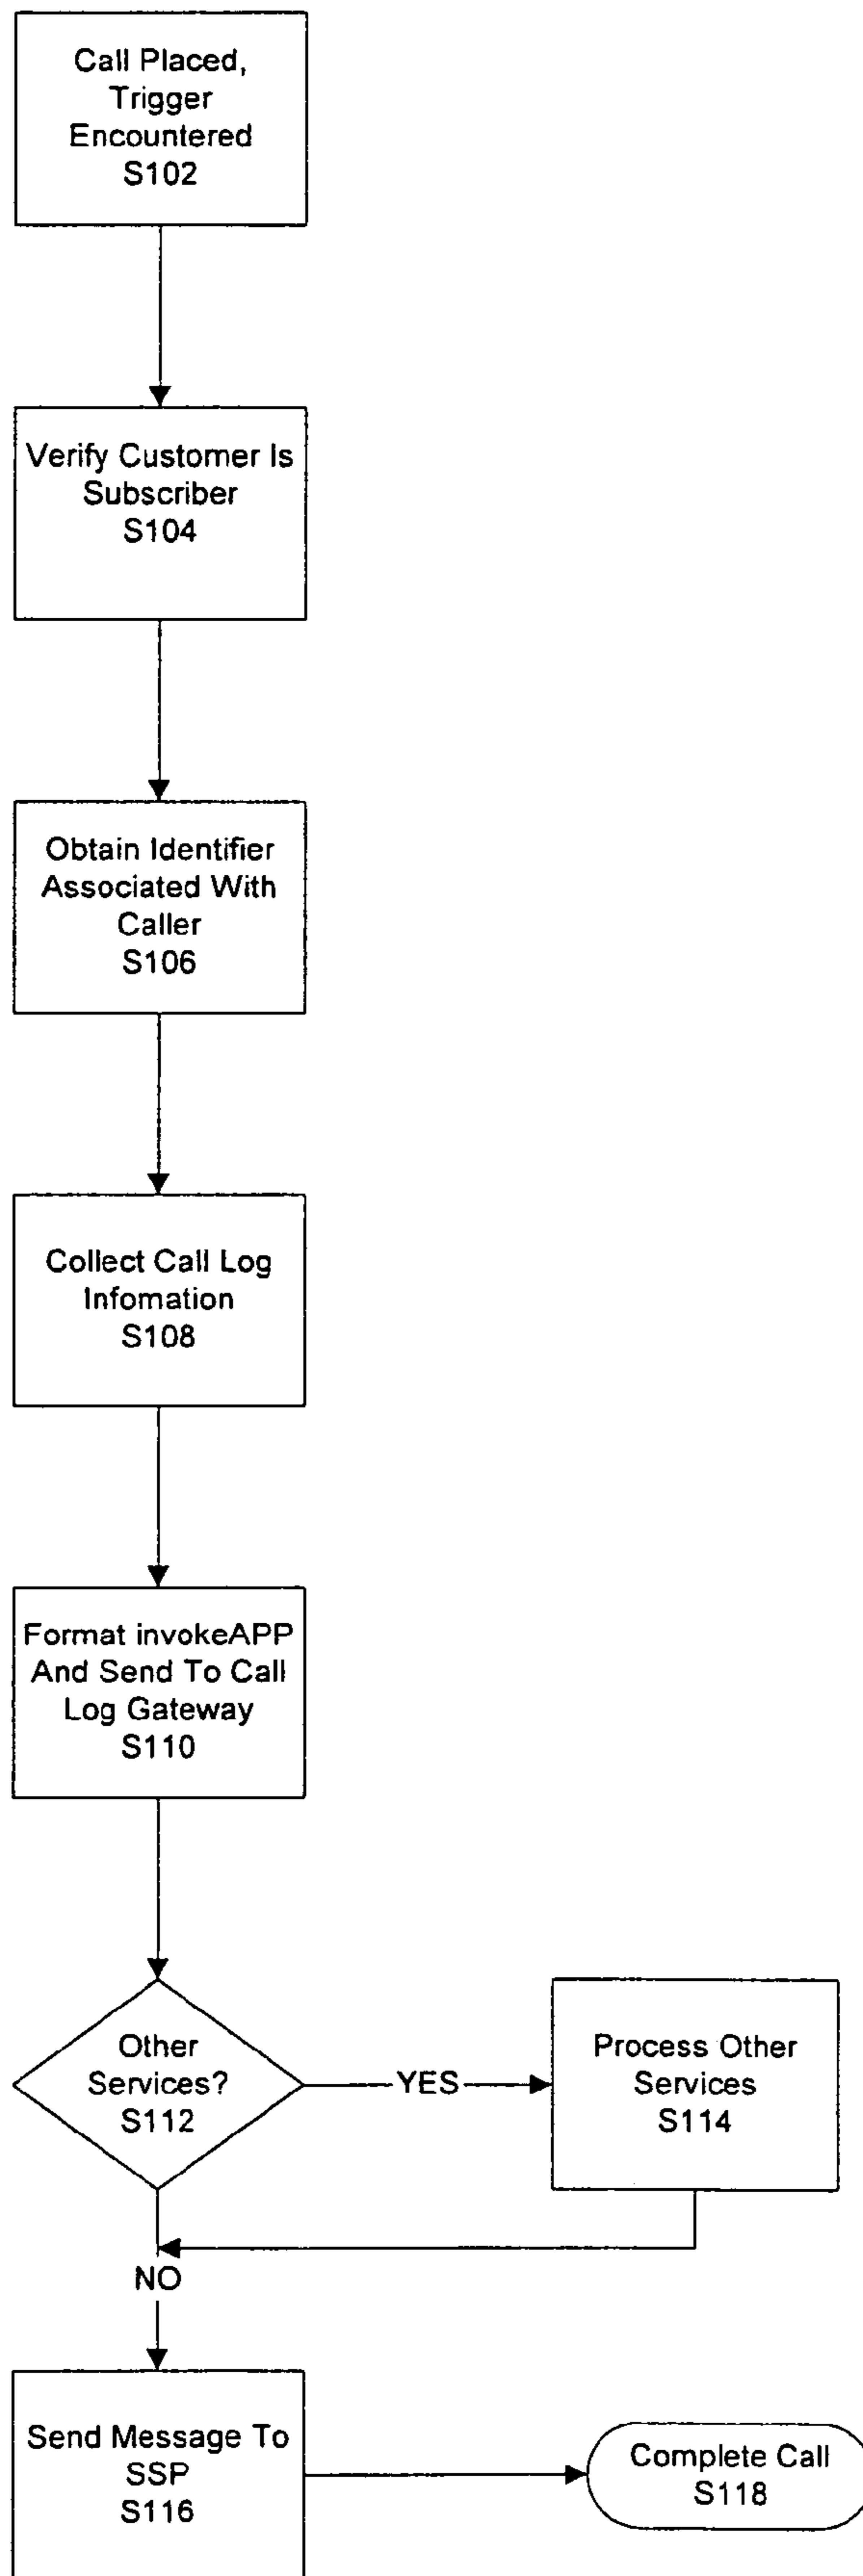 Call Placed,
Trigger
Encountered
S102
Verify Customer Is
Subscriber
S104
Obtain Identifier
Associated With
Caller
S106
Collect Call Log
Infomation
S108
Format invokeAPP
And Send To Call
Log Gateway
S110
Other
Services?
S112
YES
Process Other
Services
S114
NO
Send Message To
SSP
S116
Complete Call
S118